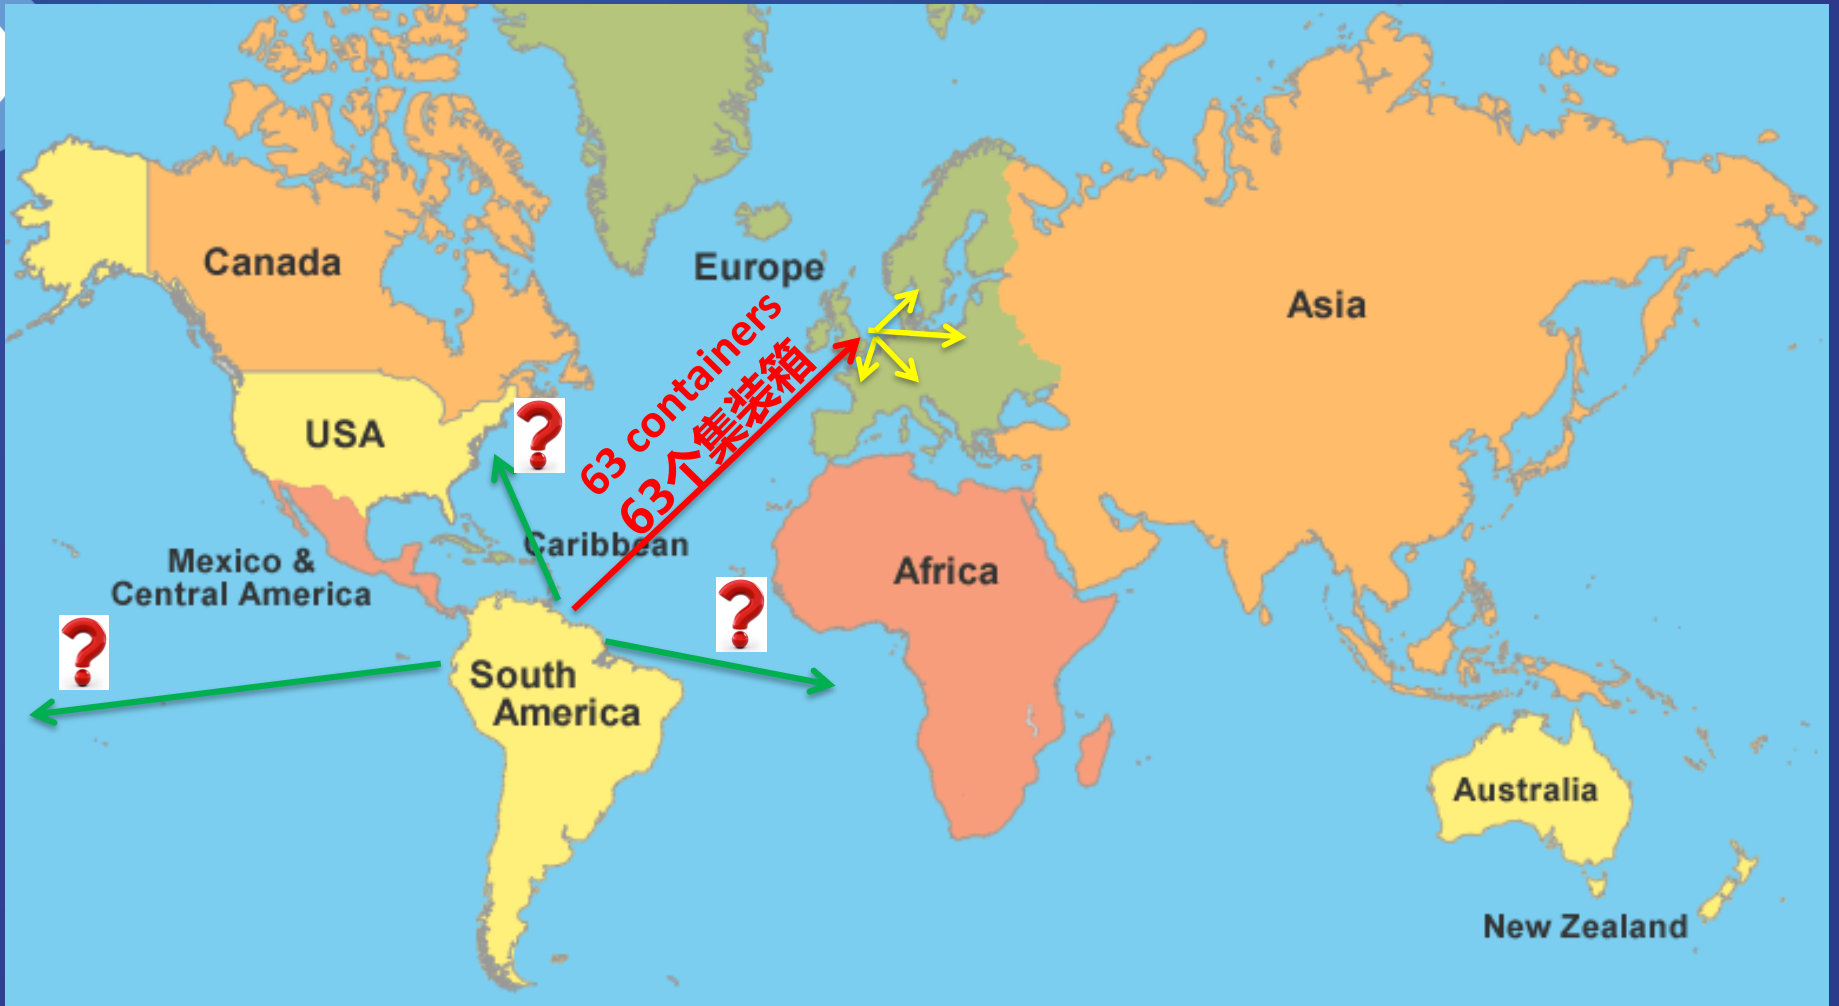 Canada
Europe
Asia
63 containers
63个集装箱
USA
Caribbean
Mexico &
Central America
Africa
South
America
Australia
New Zealand